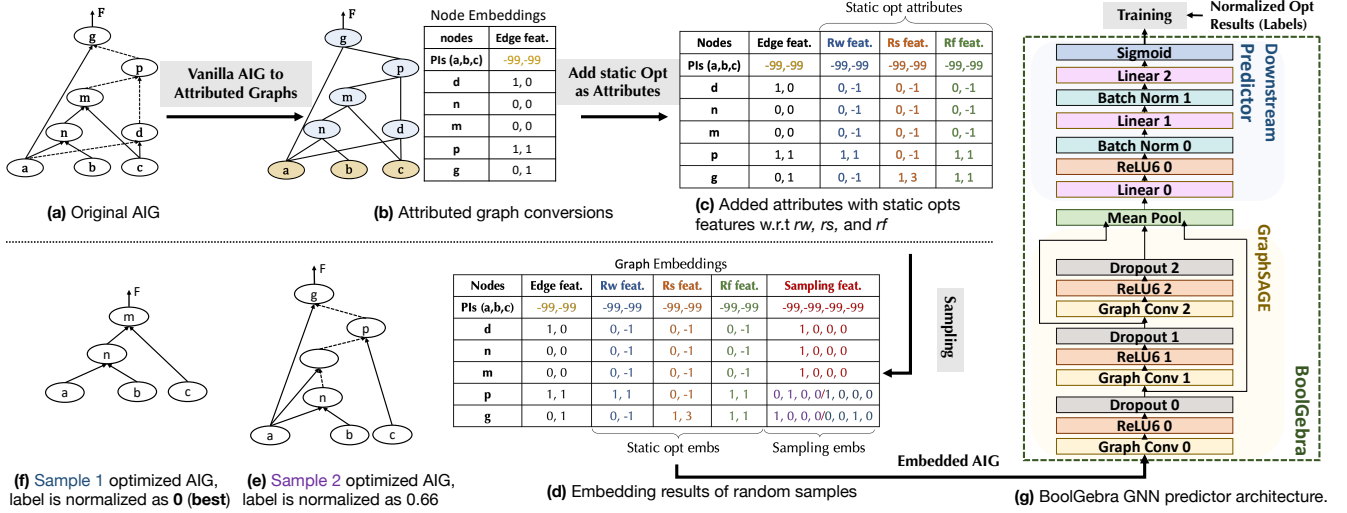 F
g
p
m
n
d
a
b
c
(a) Original AIG
Vanilla AIG to
Attributed Graphs
F
g
p
m
n
d
a
b
c
Node Embeddings
nodes Edge feat.
PIs (a,b,c) -99,-99
d 1, 0
n 0, 0
m 0, 0
p 1, 1
g 0, 1
(b) Attributed graph conversions
Add static Opt
as Attributes
Static opt attributes
Nodes Edge feat. Rw feat. Rs feat. Rf feat.
PIs (a,b,c) -99,-99 -99,-99 -99,-99 -99,-99
d 1, 0 0, -1 0, -1 0, -1
n 0, 0 0, -1 0, -1 0, -1
m 0, 0 0, -1 0, -1 0, -1
p 1, 1 1, 1 0, -1 1, 1
g 0, 1 0, -1 1, 3 1, 1
(c) Added attributes with static opts
features w.r.t rw, rs, and rf
Sampling
F
m
n
a
b
c
(f) Sample 1 optimized AIG,
label is normalized as 0 (best)
F
g
p
n
a
b
c
(e) Sample 2 optimized AIG,
label is normalized as 0.66
Graph Embeddings
Nodes Edge feat. Rw feat. Rs feat. Rf feat. Sampling feat.
PIs (a,b,c) -99,-99 -99,-99 -99,-99 -99,-99 -99,-99,-99,-99
d 1, 0 0, -1 0, -1 0, -1 1, 0, 0, 0
n 0, 0 0, -1 0, -1 0, -1 1, 0, 0, 0
m 0, 0 0, -1 0, -1 0, -1 1, 0, 0, 0
p 1, 1 1, 1 0, -1 1, 1 0, 1, 0, 0/1, 0, 0, 0
g 0, 1 0, -1 1, 3 1, 1 1, 0, 0, 0/0, 0, 1, 0
Static opt embs Sampling embs
(d) Embedding results of random samples
Embedded AIG
Training
Normalized Opt
Results (Labels)
Sigmoid
Linear 2
Batch Norm 1
Linear 1
Batch Norm 0
ReLU6 0
Linear 0
Downstream
Predictor
Mean Pool
Dropout 2
ReLU6 2
Graph Conv 2
Dropout 1
ReLU6 1
Graph Conv 1
Dropout 0
ReLU6 0
Graph Conv 0
GraphSAGE
BoolGebra
(g) BoolGebra GNN predictor architecture.